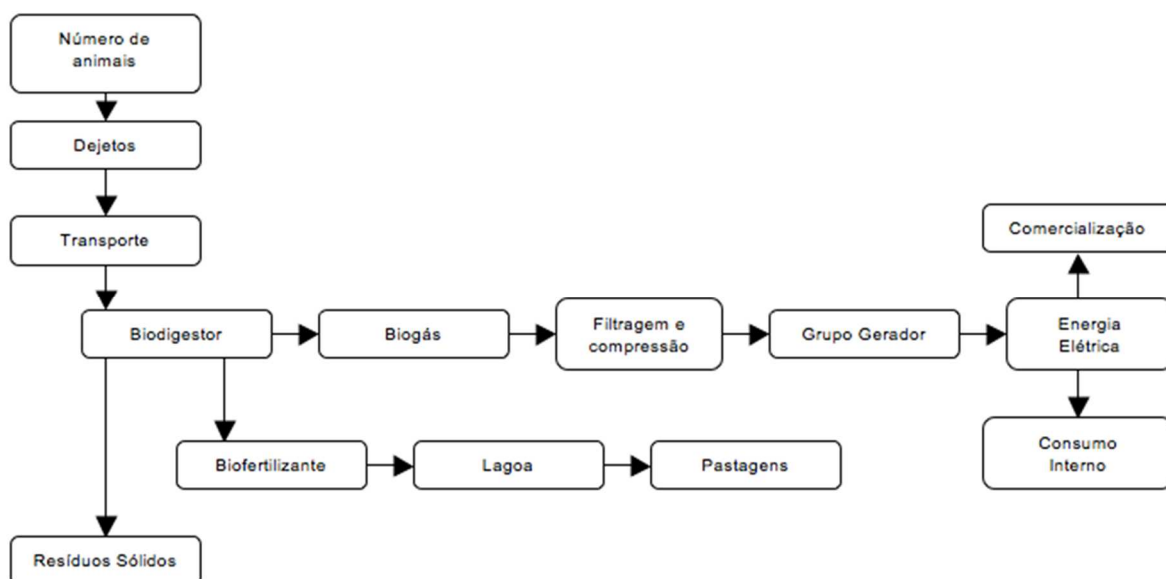 Número de
animais
Dejetos
Transporte
Comercialização
Biodigestor
Biogás
Filtragem e
compressão
Grupo Gerador
Energia
Elétrica
Biofertilizante
Lagoa
Pastagens
Consumo
Interno
Resíduos Sólidos